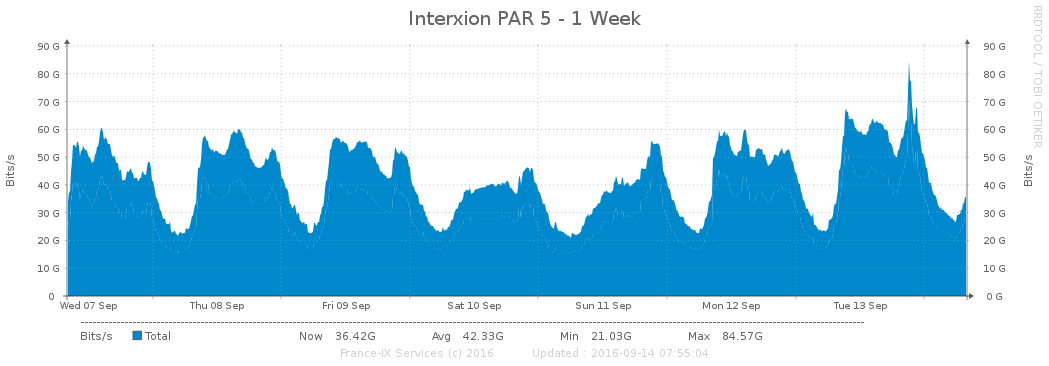 Interxion PAR 5 - 1 Week
RRDTOOL / TOBI OETIKER
Bits/s
90 G 90 G
80 G 80 G
70 G 70 G
60 G 60 G
50 G 50 G
40 G 40 G
30 G 30 G
20 G 20 G
10 G 10 G
0 0 G
Bits/s
Wed 07 Sep Thu 08 Sep Fri 09 Sep Sat 10 Sep Sun 11 Sep Mon 12 Sep Tue 13 Sep
Bits/s Total Now 36.42G Avg 42.33G Min 21.03G Max 84.57G
France-IX Services (c) 2016 Updated : 2016-09-14 07:55:04